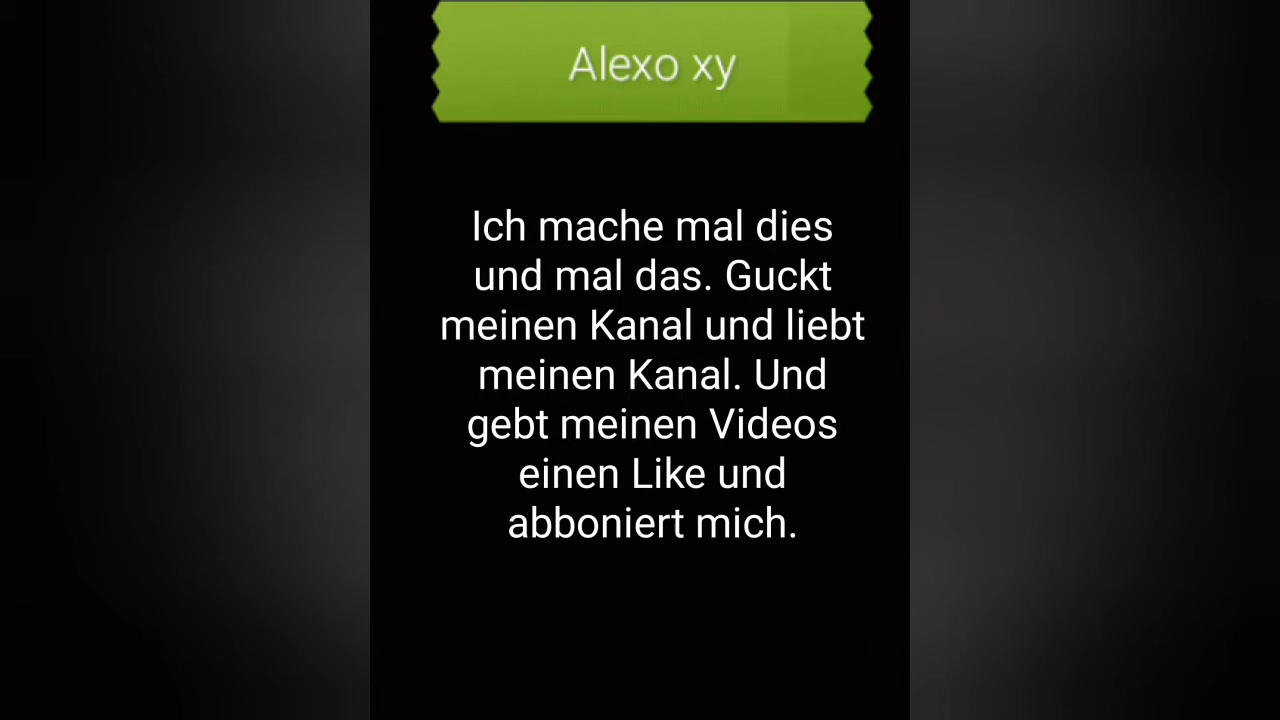 Alexo xy
Ich mache mal dies
und mal das. Guckt
meinen Kanal und liebt
meinen Kanal. Und
gebt meinen Videos
einen Like und
abboniert mich.